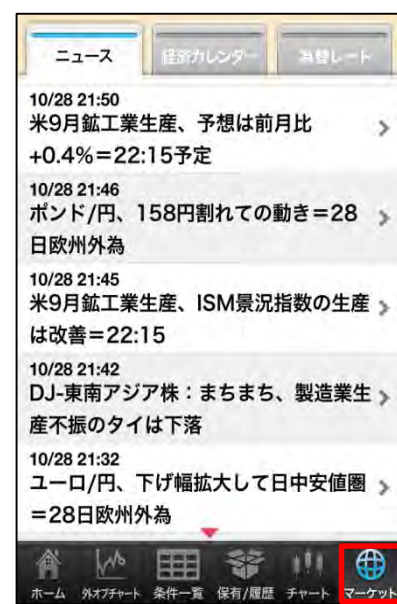 ニュース 経済カレンダー 為替レート
10/28 21:50
米9月鉱工業生産、予想は前月比
+0.4%=22:15予定
10/28 21:46
ポンド/円、158円割れての動き=28
日欧州外為
10/28 21:45
米9月鉱工業生産、ISM景況指数の生産
は改善=22:15
10/28 21:42
DJ-東南アジア株:まちまち、製造業生
産不振のタイは下落
10/28 21:32
ユーロ/円、下げ幅拡大して日中安値圏
=28日欧州外為
ホーム 外オプチャート 条件一覧 保有/履歴 チャート マーケット